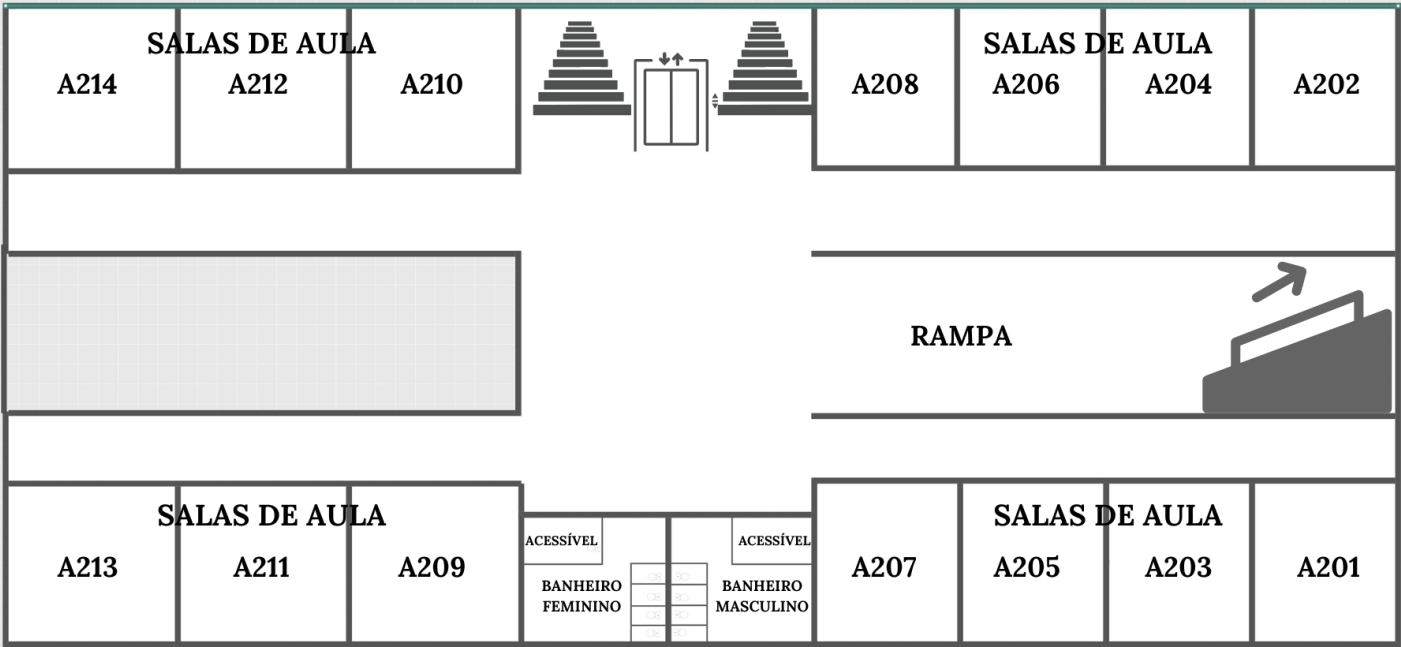 SALAS DE AULA
A214
A212
A210
SALAS DE AULA
A208
A206
A204
A202
RAMPA
SALAS DE AULA
A213
A211
A209
ACESSÍVEL
BANHEIRO
FEMININO
ACESSÍVEL
BANHEIRO
MASCULINO
SALAS DE AULA
A207
A205
A203
A201